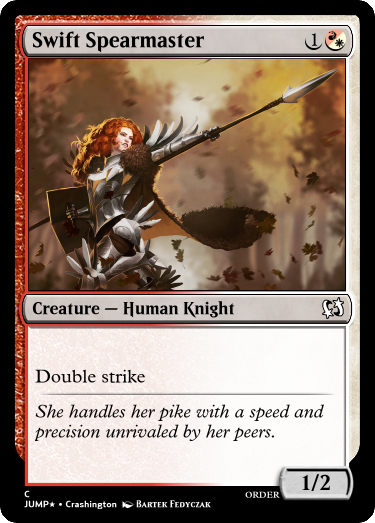 Swift Spearmaster 1
Creature — Human Knight
Double strike
She handles her pike with a speed and
precision unrivaled by her peers.
1/2
C
JUMP★ • Crashington BARTEK FEDYCZAK
ORDER